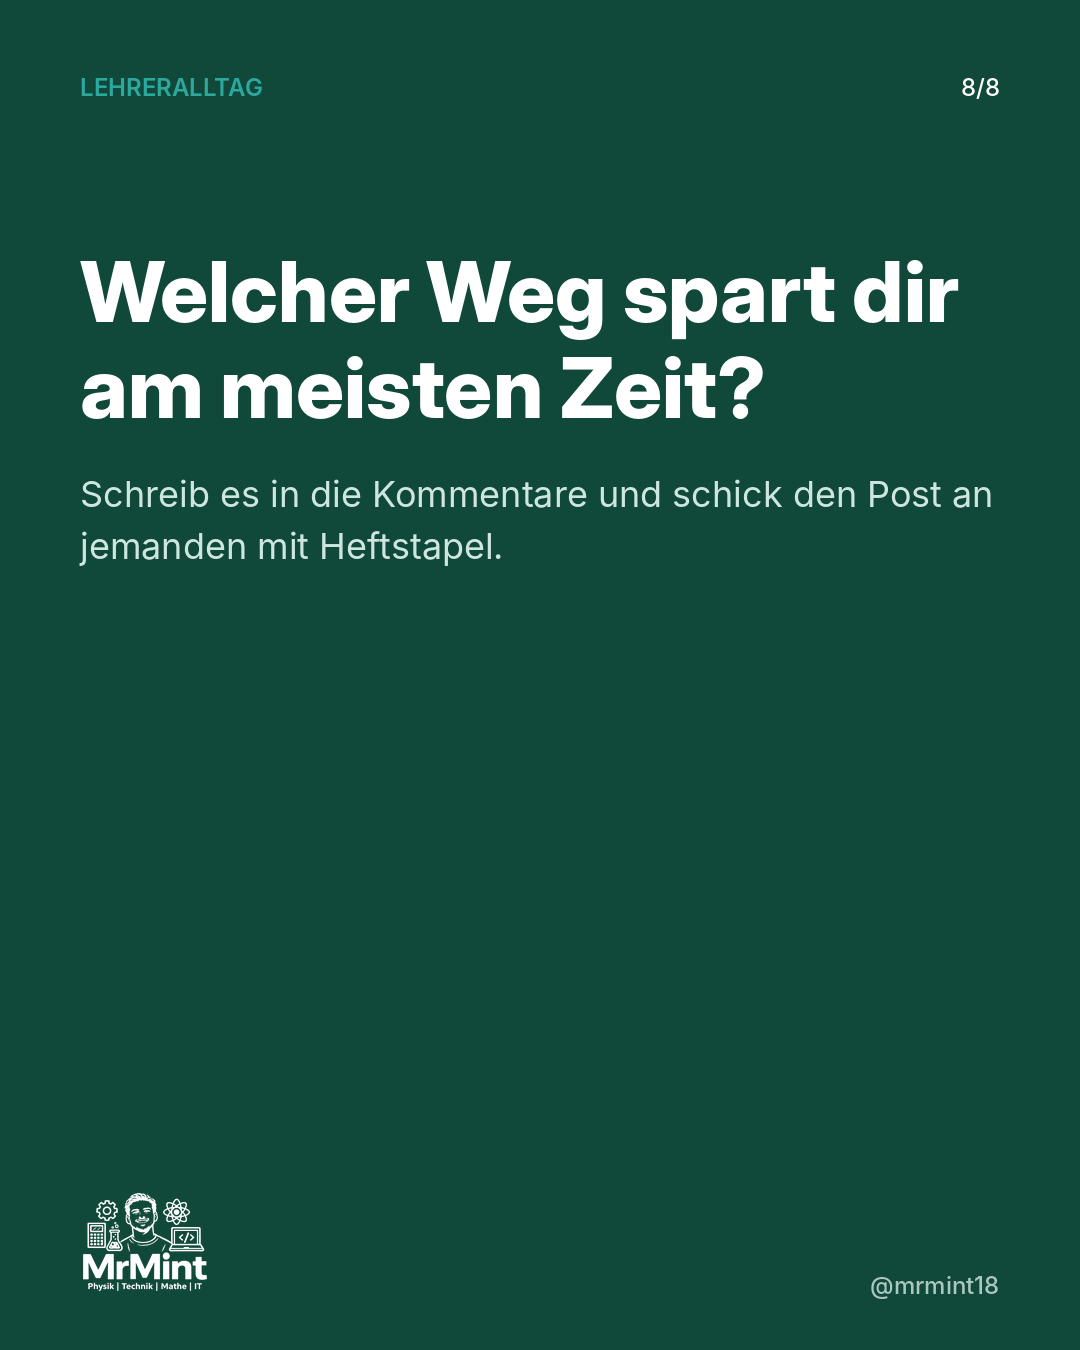 LEHRERALLTAG
8/8
Welcher Weg spart dir
am meisten Zeit?
Schreib es in die Kommentare und schick den Post an
jemanden mit Heftstapel.
MrMint
Physik | Technik | Mathe | IT
@mrmint18